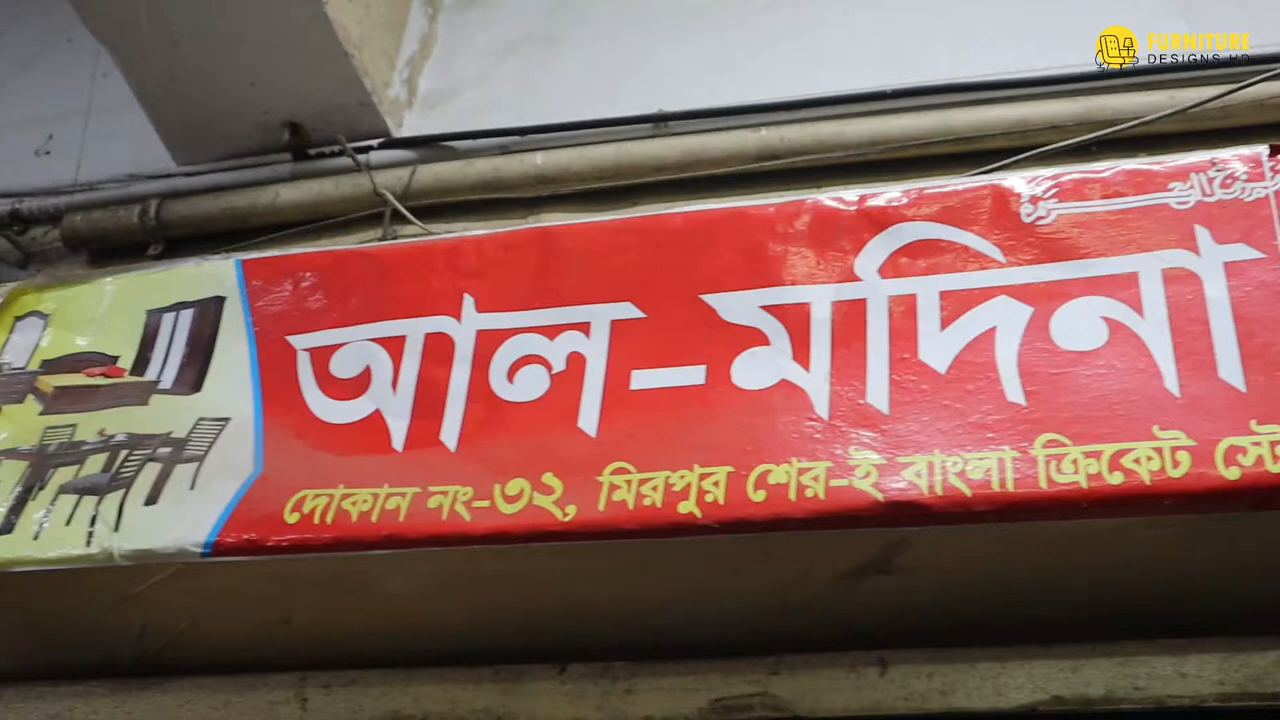 FURNITURE
DESIGNS HD
আল-মদিনা
দোকান নং-৩২, মিরপুর শের-ই বাংলা ক্রিকেট